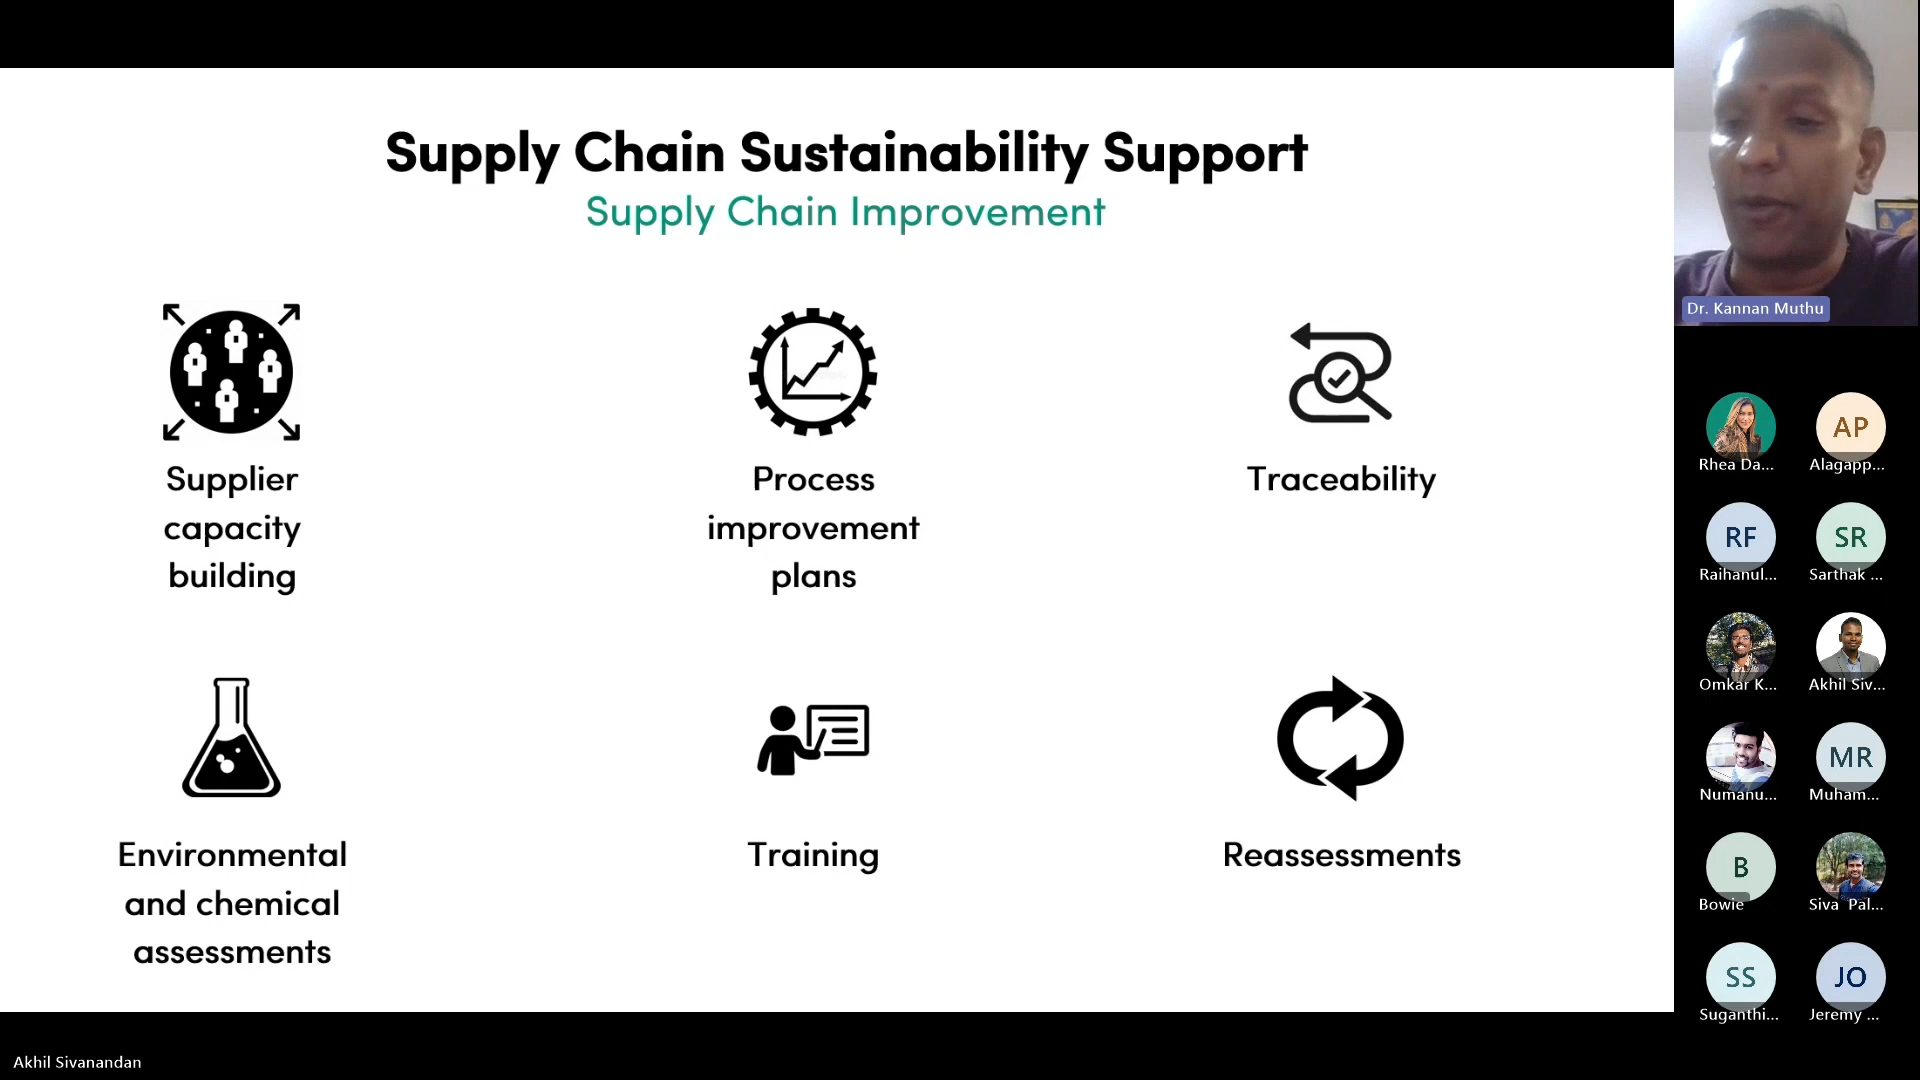 Supply Chain Sustainability Support
Supply Chain Improvement
Supplier
capacity
building
Process
improvement
plans
Traceability
Environmental
and chemical
assessments
Training
Reassessments
Dr. Kannan Muthu
Rhea Da...
AP
Alagapp...
RF
Raihanul...
SR
Sarthak ...
Omkar K...
Akhil Siv...
Numanu...
MR
Muham...
B
Bowie
Siva Pal...
SS
Suganthi...
JO
Jeremy ...
Akhil Sivanandan